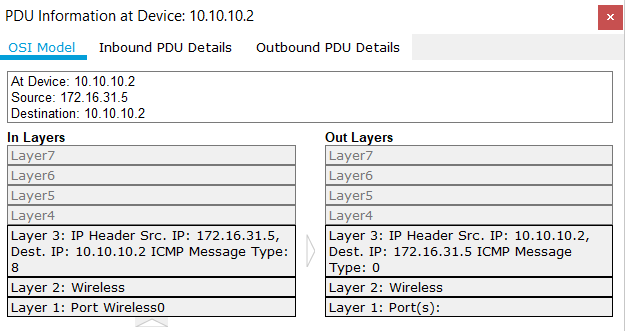 PDU Information at Device: 10.10.10.2
OSI Model Inbound PDU Details Outbound PDU Details
At Device: 10.10.10.2
Source: 172.16.31.5
Destination: 10.10.10.2
In Layers
Layer7
Layer6
Layer5
Layer4
Layer 3: IP Header Src. IP: 172.16.31.5,
Dest. IP: 10.10.10.2 ICMP Message Type:
8
Layer 2: Wireless
Layer 1: Port Wireless0
Out Layers
Layer7
Layer6
Layer5
Layer4
Layer 3: IP Header Src. IP: 10.10.10.2,
Dest. IP: 172.16.31.5 ICMP Message
Type: 0
Layer 2: Wireless
Layer 1: Port(s):